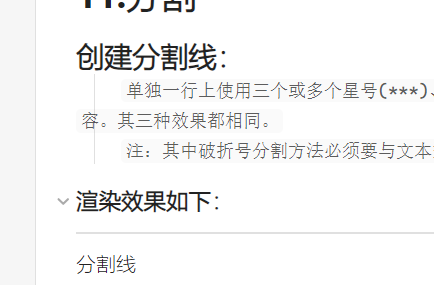 11.分割
创建分割线：
单独一行上使用三个或多个星号(***)、
容。其三种效果都相同。
注：其中破折号分割方法必须要与文本
渲染效果如下：
分割线